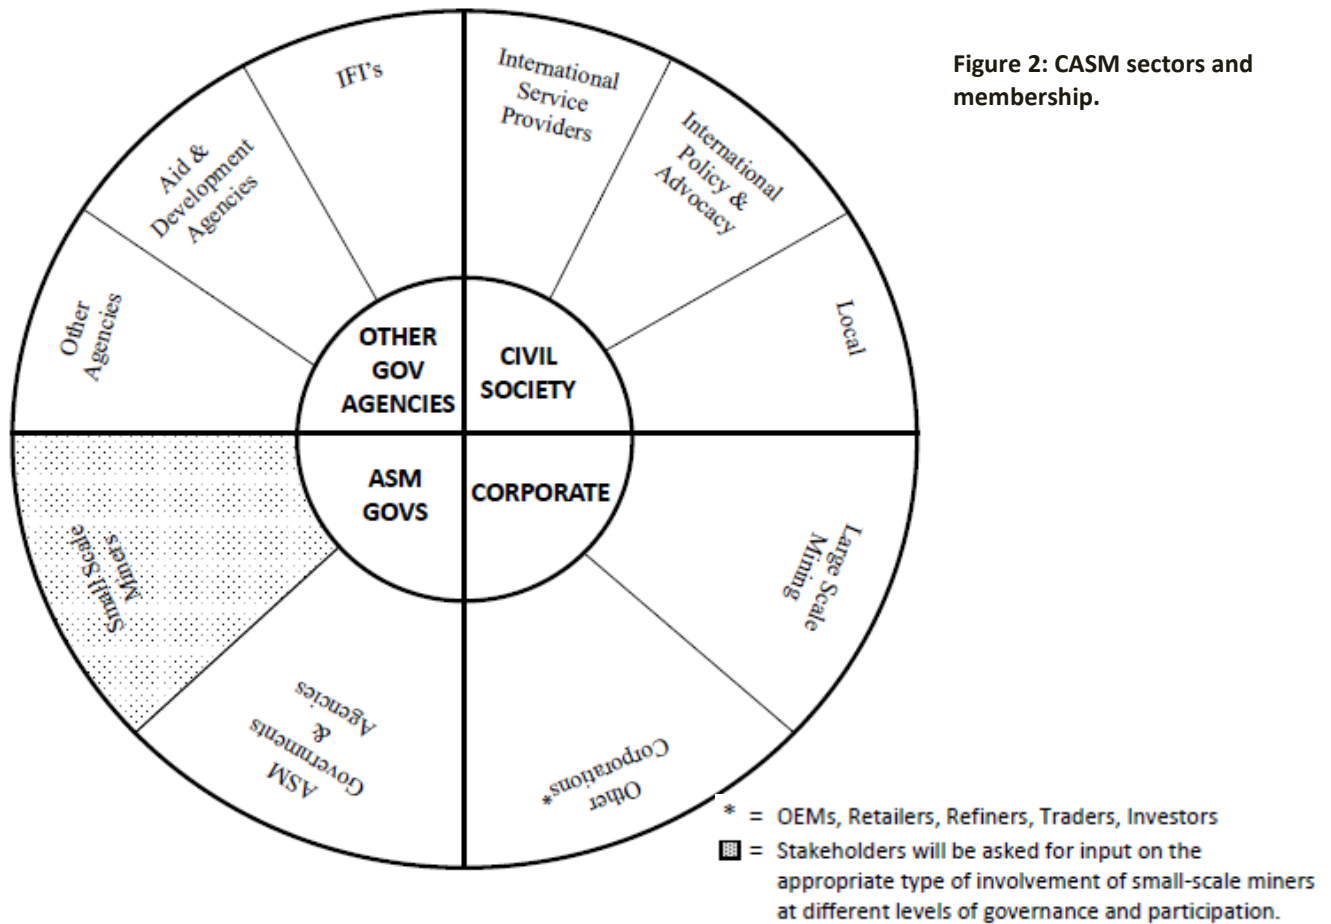 Figure 2: CASM sectors and
membership.
IFI's
International
Service
Providers
International
Policy &
Advocacy
Local
Aid &
Development
Agencies
Other
Agencies
OTHER
GOV
AGENCIES
CIVIL
SOCIETY
ASM
GOVS
CORPORATE
Small Scale
Miners
ASM
Governments
&
Agencies
Other
Corporations*
Large Scale
Mining
* = OEMs, Retailers, Refiners, Traders, Investors
= Stakeholders will be asked for input on the
appropriate type of involvement of small-scale miners
at different levels of governance and participation.